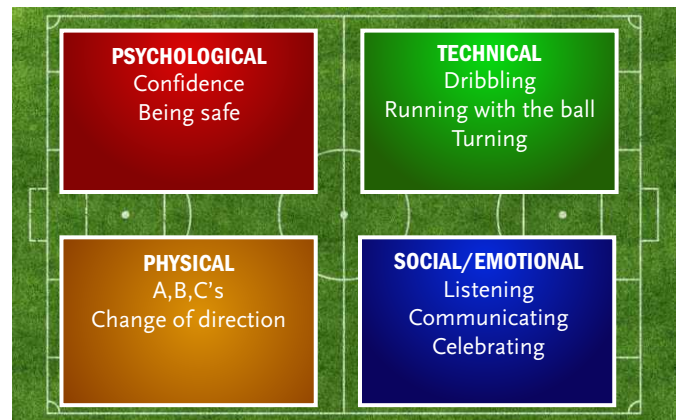 PSYCHOLOGICAL
Confidence
Being safe
TECHNICAL
Dribbling
Running with the ball
Turning
PHYSICAL
A,B,C's
Change of direction
SOCIAL/EMOTIONAL
Listening
Communicating
Celebrating